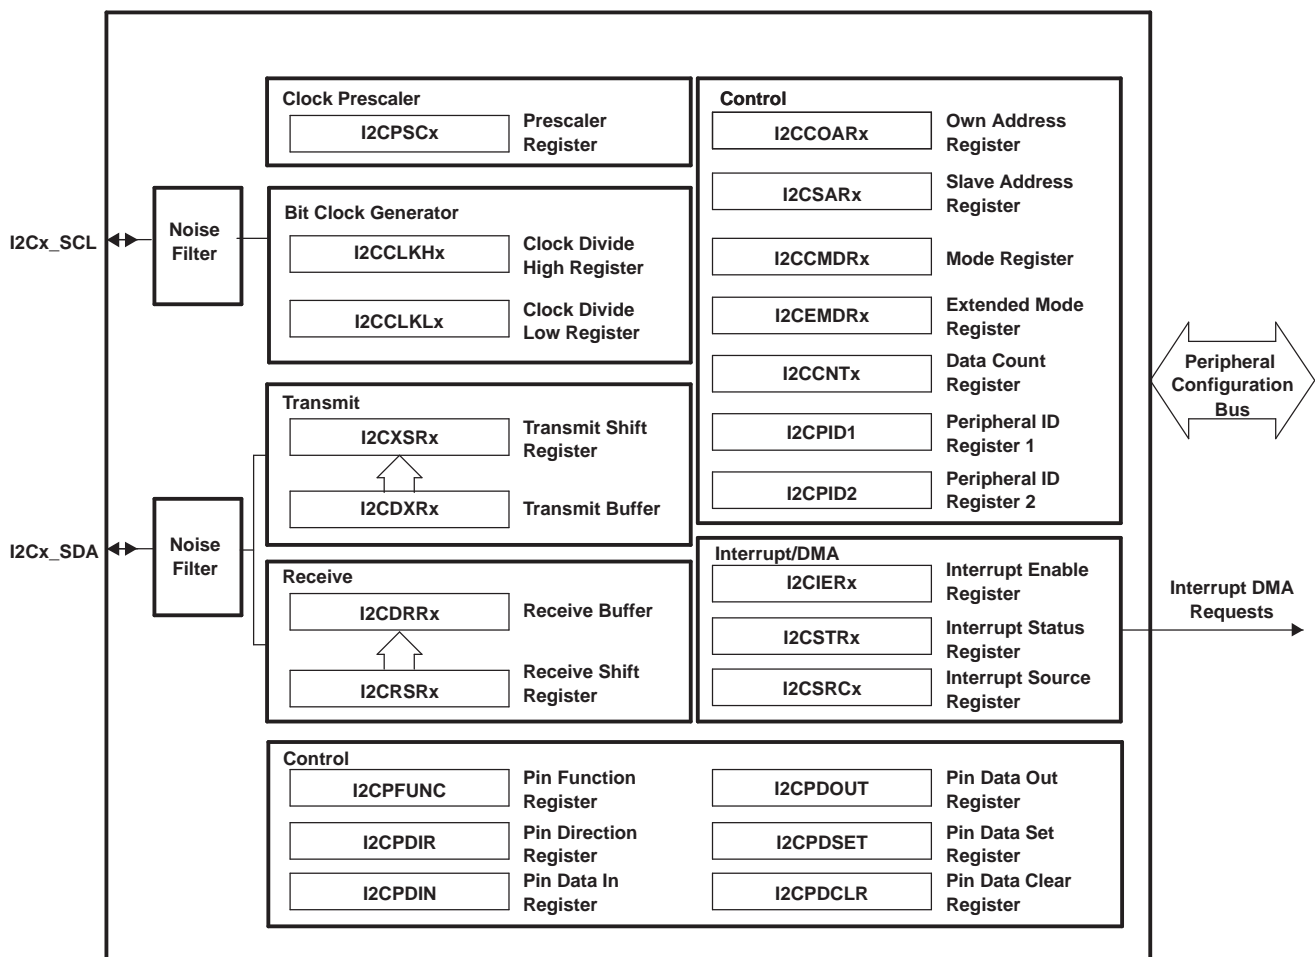 Clock Prescaler
I2CPSCx
Prescaler
Register
Control
I2CCOARx
Own Address
Register
I2CSARx
Slave Address
Register
I2CCMDRx
Mode Register
I2CEMDRx
Extended Mode
Register
I2CCNTx
Data Count
Register
I2CPID1
Peripheral ID
Register 1
I2CPID2
Peripheral ID
Register 2
I2Cx_SCL
Noise
Filter
Bit Clock Generator
I2CCLKHx
Clock Divide
High Register
I2CCLKLx
Clock Divide
Low Register
Peripheral
Configuration
Bus
Transmit
I2CXSRx
Transmit Shift
Register
I2CDXRx
Transmit Buffer
I2Cx_SDA
Noise
Filter
Receive
I2CDRRx
Receive Buffer
I2CRSRx
Receive Shift
Register
Interrupt/DMA
I2CIERx
Interrupt Enable
Register
I2CSTRx
Interrupt Status
Register
I2CSRCx
Interrupt Source
Register
Interrupt DMA
Requests
Control
I2CPFUNC
Pin Function
Register
I2CPDIR
Pin Direction
Register
I2CPDIN
Pin Data In
Register
I2CPDOUT
Pin Data Out
Register
I2CPDSET
Pin Data Set
Register
I2CPDCLR
Pin Data Clear
Register